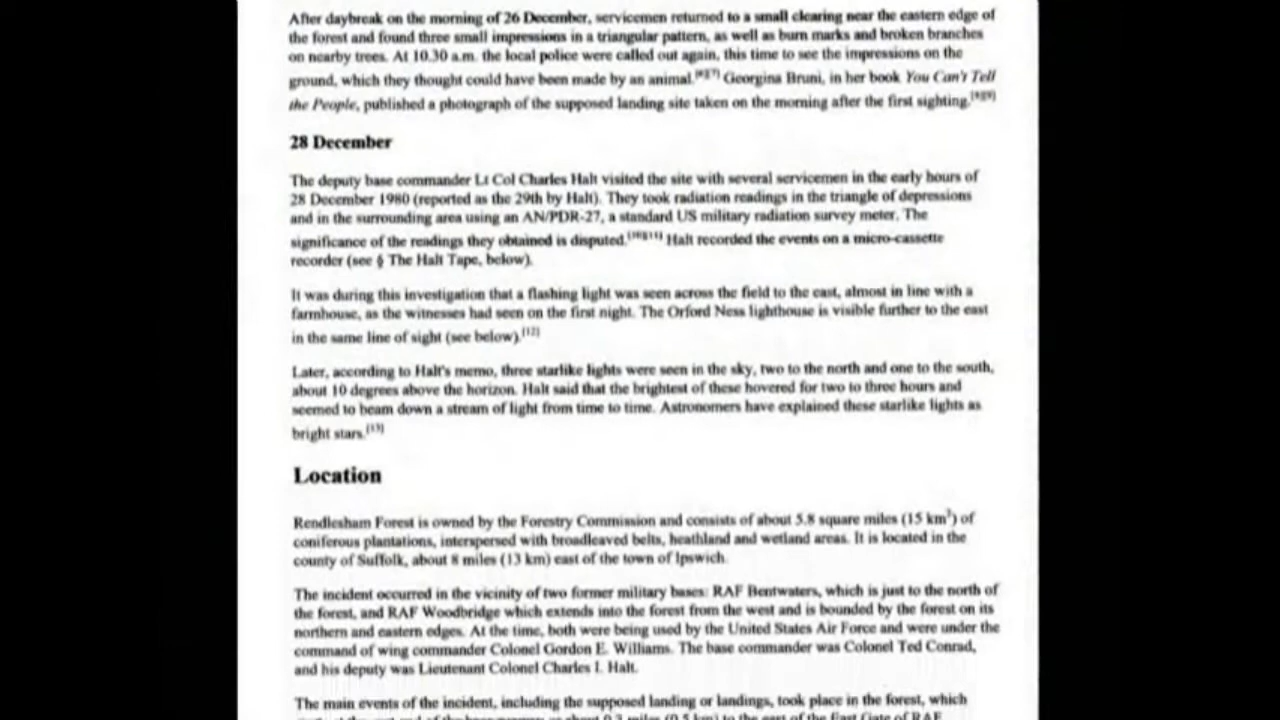 After daybreak on the morning of 26 December, servicemen returned to a small clearing near the eastern edge of
the forest and found three small impressions in a triangular pattern, as well as burn marks and broken branches
on nearby trees. At 10.30 a.m. the local police were called out again, this time to see the impressions on the
ground, which they thought could have been made by an animal. Georgina Bruni, in her book You Can't Tell
the People, published a photograph of the supposed landing site taken on the morning after the first sighting.
28 December
The deputy base commander Lt Col Charles Halt visited the site with several servicemen in the early hours of
28 December 1980 (reported as the 29th by Halt). They took radiation readings in the triangle of depressions
and in the surrounding area using an AN/PDR-27, a standard US military radiation survey meter. The
significance of the readings they obtained is disputed.[10][11] Halt recorded the events on a micro-cassette
recorder (see § The Halt Tape, below).
It was during this investigation that a flashing light was seen across the field to the east, almost in line with a
farmhouse, as the witnesses had seen on the first night. The Orford Ness lighthouse is visible further to the east
in the same line of sight (see below).[12]
Later, according to Halt's memo, three starlike lights were seen in the sky, two to the north and one to the south,
about 10 degrees above the horizon. Halt said that the brightest of these hovered for two to three hours and
seemed to beam down a stream of light from time to time. Astronomers have explained these starlike lights as
bright stars.[13]
Location
Rendlesham Forest is owned by the Forestry Commission and consists of about 5.8 square miles (15 km²) of
coniferous plantations, interspersed with broadleaved belts, heathland and wetland areas. It is located in the
county of Suffolk, about 8 miles (13 km) east of the town of Ipswich.
The incident occurred in the vicinity of two former military bases: RAF Bentwaters, which is just to the north of
the forest, and RAF Woodbridge which extends into the forest from the west and is bounded by the forest on its
northern and eastern edges. At the time, both were being used by the United States Air Force and were under the
command of wing commander Colonel Gordon E. Williams. The base commander was Colonel Ted Conrad,
and his deputy was Lieutenant Colonel Charles I. Halt.
The main events of the incident, including the supposed landing or landings, took place in the forest, which